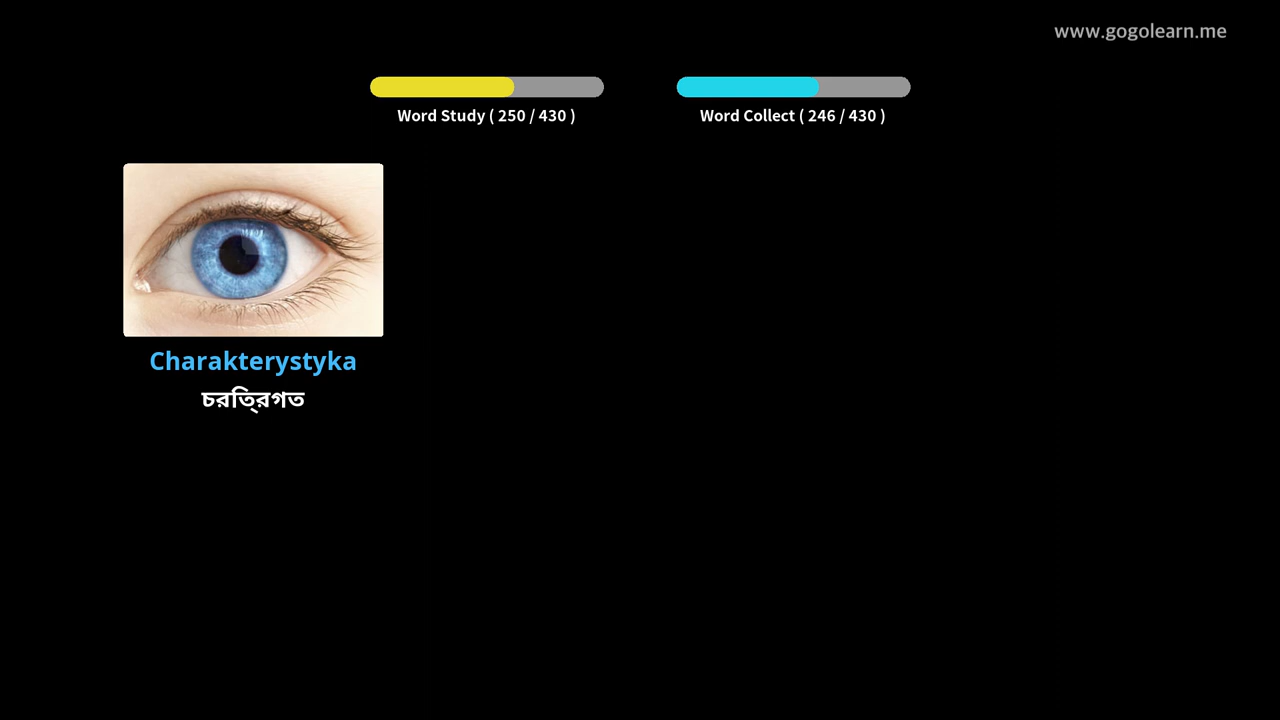 www.gogolearn.me
Word Study ( 250 / 430 )
Word Collect ( 246 / 430 )
Charakterystyka
চরিত্রগত